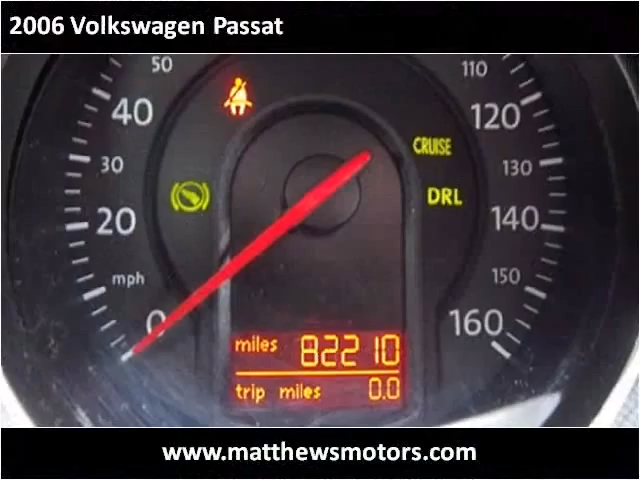 2006 Volkswagen Passat
50
110
40
120
CRUISE
30
130
DRL
20
140
mph
150
0
160
miles 82210
trip miles 0.0
www.matthewsmotors.com